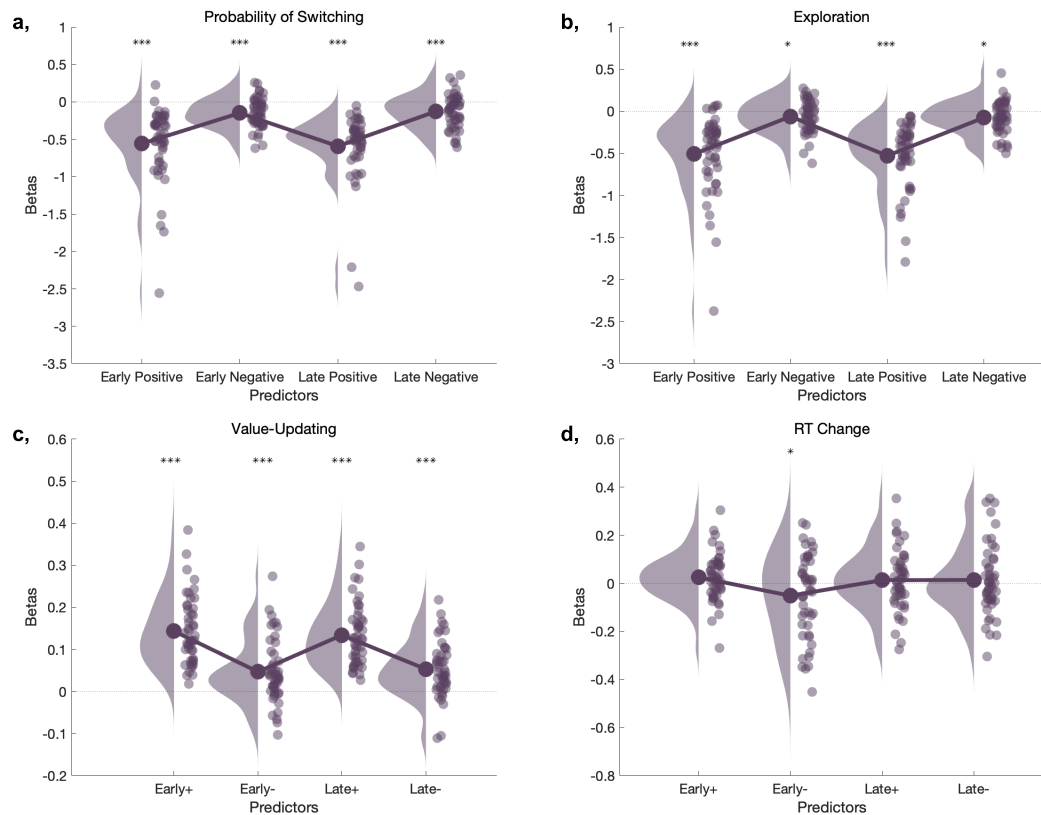 a,
Probability of Switching
1
0.5
0
-0.5
-1
-1.5
-2
-2.5
-3
-3.5
Betas
*** *** *** ***
Early Positive Early Negative Late Positive Late Negative
Predictors
b,
Exploration
1
0.5
0
-0.5
-1
-1.5
-2
-2.5
-3
Betas
*** * *** *
Early Positive Early Negative Late Positive Late Negative
Predictors
c,
Value-Updating
0.6
0.5
0.4
0.3
0.2
0.1
0
-0.1
-0.2
Betas
*** *** *** ***
Early+ Early- Late+ Late-
Predictors
d,
RT Change
0.6
0.4
0.2
0
-0.2
-0.4
-0.6
-0.8
Betas
*
Early+ Early- Late+ Late-
Predictors